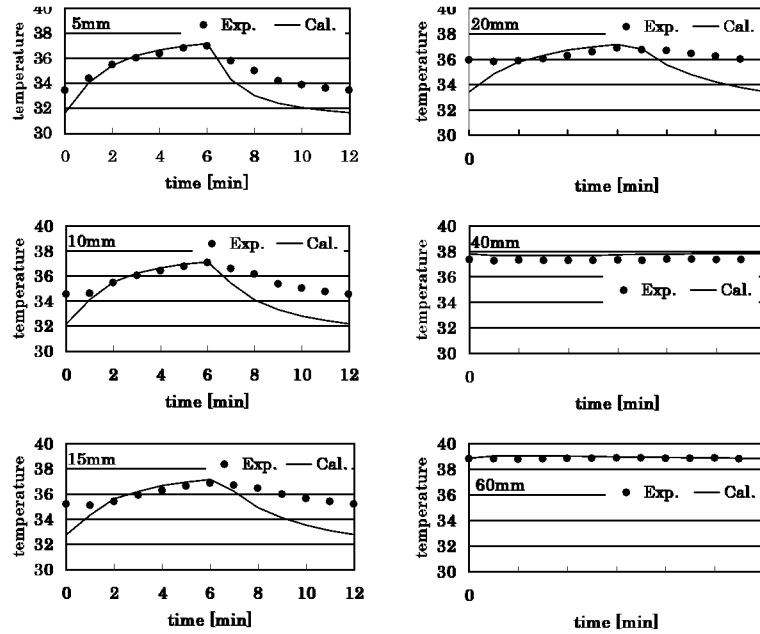 40
38
36
34
32
30
temperature
5mm
Exp.
Cal.
0 2 4 6 8 10 12
time [min]
40
38
36
34
32
30
temperature
20mm
Exp.
Cal.
0
time [min]
40
38
36
34
32
30
temperature
10mm
Exp.
Cal.
0 2 4 6 8 10 12
time [min]
40
38
36
34
32
30
temperature
40mm
Exp.
Cal.
0
time [min]
40
38
36
34
32
30
temperature
15mm
Exp.
Cal.
0 2 4 6 8 10 12
time [min]
40
38
36
34
32
30
temperature
60mm
Exp.
Cal.
0
time [min]